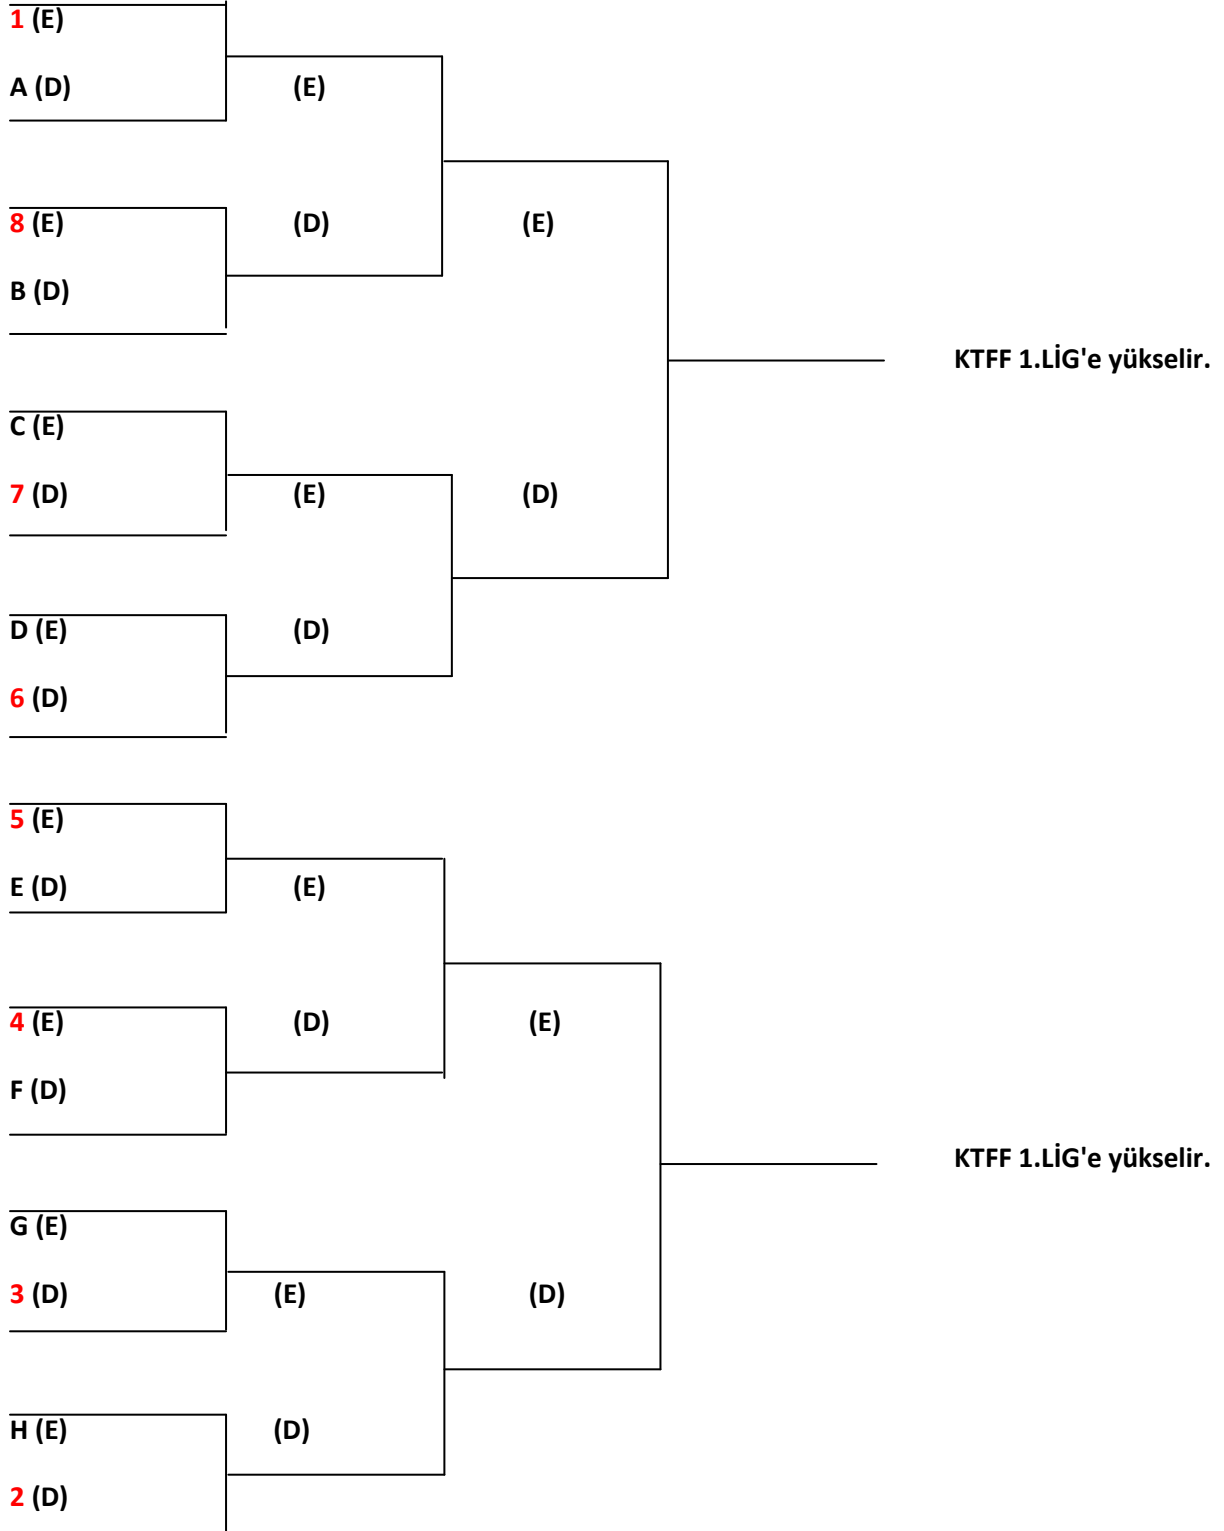 1 (E)
A (D) (E)
8 (E) (D) (E)
B (D)
KTFF 1.LİG'e yükselir.
C (E)
7 (D) (E) (D)
D (E) (D)
6 (D)
5 (E)
E (D) (E)
4 (E) (D) (E)
F (D)
KTFF 1.LİG'e yükselir.
G (E)
3 (D) (E) (D)
H (E) (D)
2 (D)